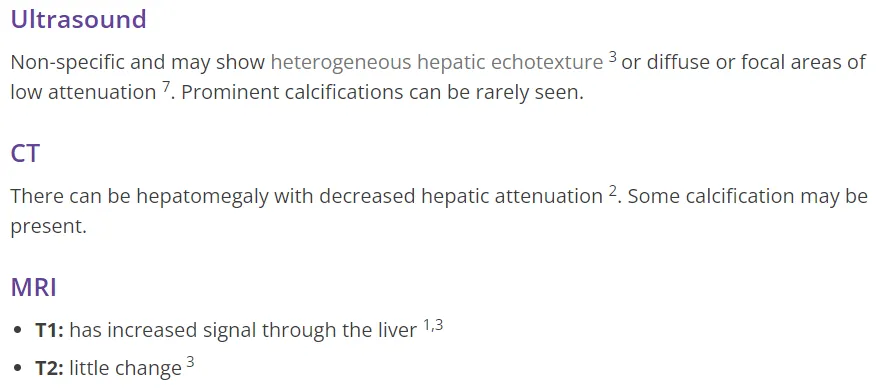 Ultrasound
Non-specific and may show heterogeneous hepatic echotexture 3 or diffuse or focal areas of
low attenuation 7. Prominent calcifications can be rarely seen.
CT
There can be hepatomegaly with decreased hepatic attenuation 2. Some calcification may be
present.
MRI
• T1: has increased signal through the liver 1,3
• T2: little change 3